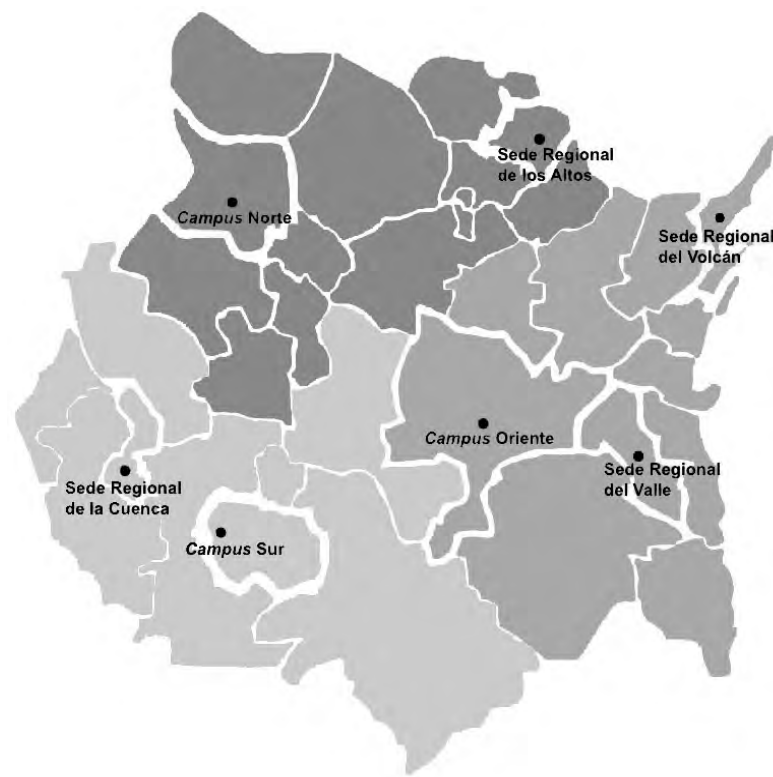 Sede Regional
de los Altos
Campus Norte
Sede Regional
del Volcán
Campus Oriente
Sede Regional
del Valle
Sede Regional
de la Cuenca
Campus Sur